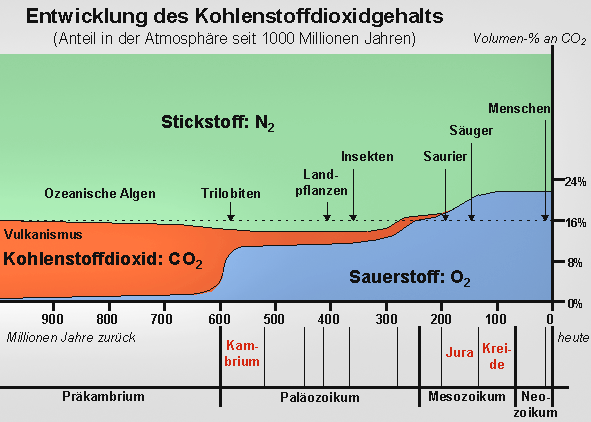 Entwicklung des Kohlenstoffdioxidgehalts
(Anteil in der Atmosphäre seit 1000 Millionen Jahren)
Volumen-% an CO₂
Stickstoff: N₂
Menschen
Säuger
Insekten
Saurier
Land-
pflanzen
24%
Ozeanische Algen
Trilobiten
16%
Vulkanismus
Kohlenstoffdioxid: CO₂
8%
Sauerstoff: O₂
0%
900 800 700 600 500 400 300 200 100 0
Millionen Jahre zurück
heute
Kam-
brium
Jura
Krei-
de
Präkambrium
Paläozoikum
Mesozoikum
Neo-
zoikum